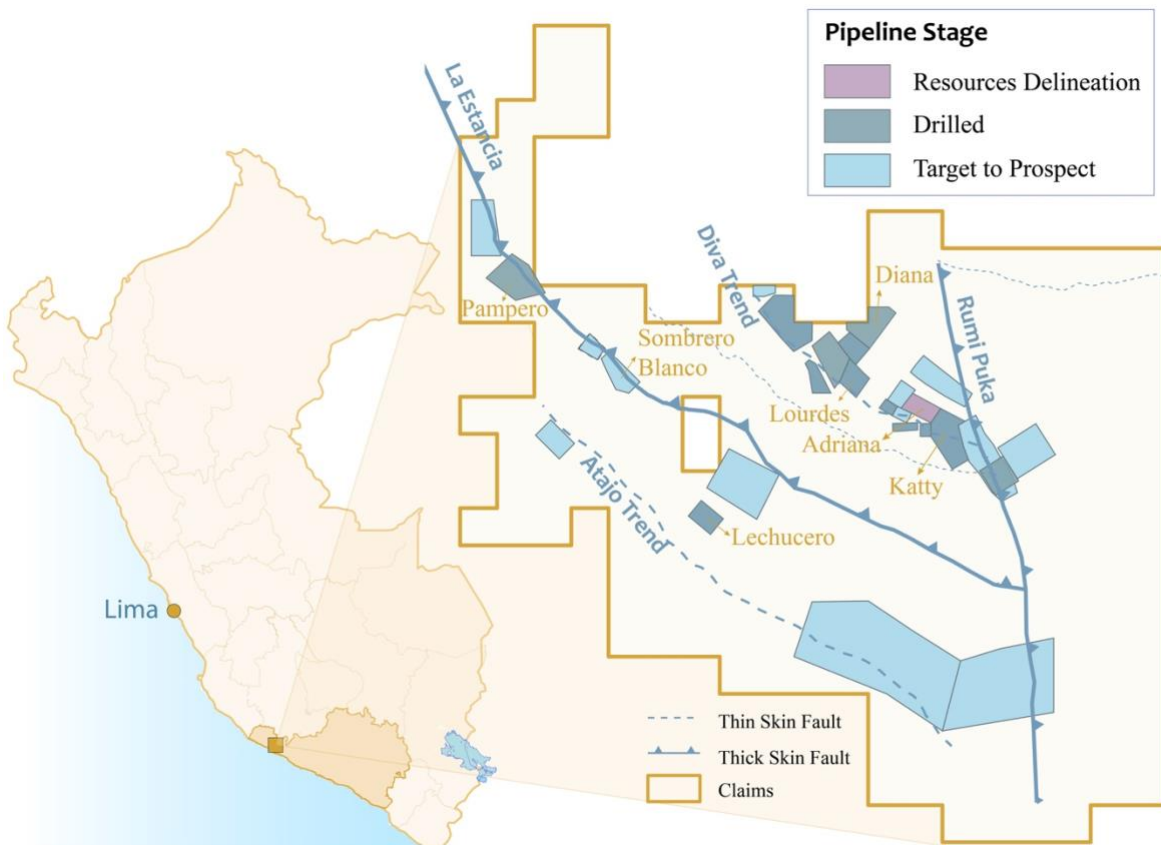 Pipeline Stage
Resources Delineation
Drilled
Target to Prospect
La Estancia
Pampero
Sombrero
Blanco
Diva Trend
Diana
Rumi Puka
Lourdes
Adriana
Katty
Atajo Trend
Lechucero
Lima
Thin Skin Fault
Thick Skin Fault
Claims